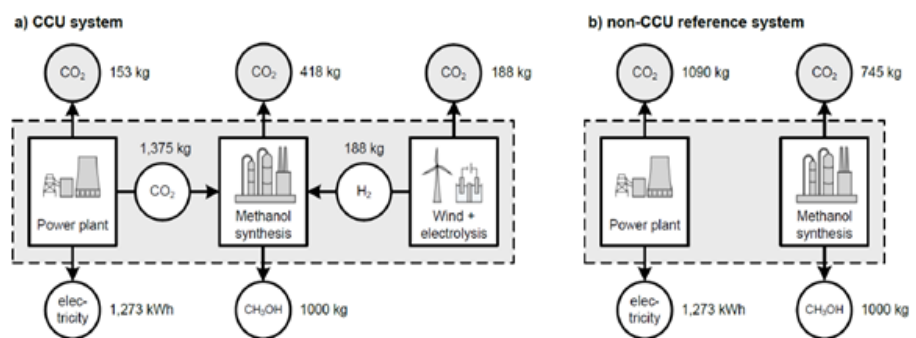 a) CCU system
b) non-CCU reference system
CO₂
153 kg
CO₂
418 kg
CO₂
188 kg
CO₂
1090 kg
CO₂
745 kg
1,375 kg
188 kg
CO₂
H₂
Power plant
Methanol
synthesis
Wind +
electrolysis
Power plant
Methanol
synthesis
elec-
tricity
1,273 kWh
CH₃OH
1000 kg
elec-
tricity
1,273 kWh
CH₃OH
1000 kg